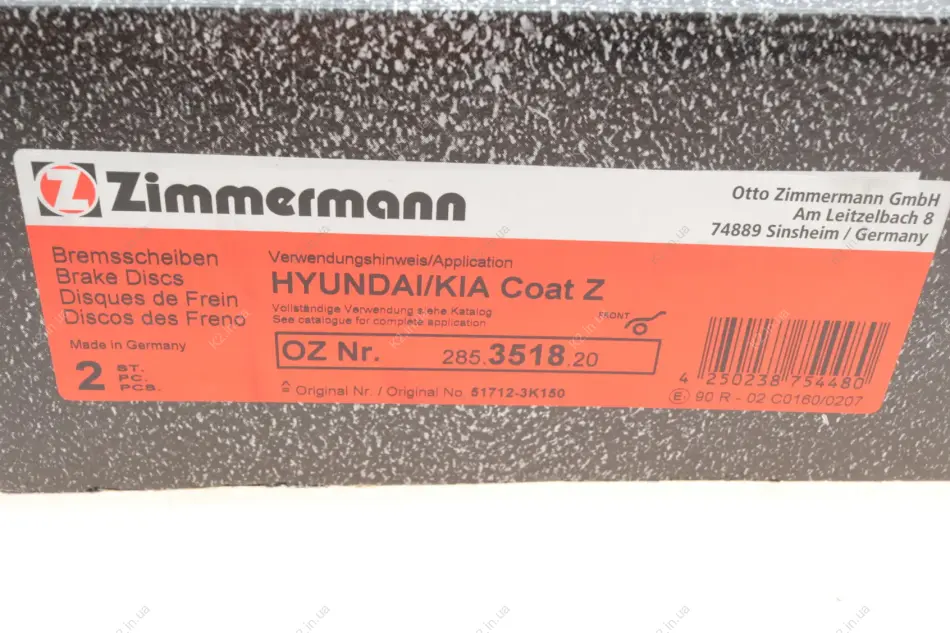 Z Zimmermann
Otto Zimmermann GmbH
Am Leitzelbach 8
74889 Sinsheim / Germany
Bremsscheiben
Brake Discs
Disques de Frein
Discos des Freno
Made in Germany
2 ST.
PC.
PCS.
Verwendungshinweis/Application
HYUNDAI/KIA Coat Z
Vollständige Verwendung siehe Katalog
See catalogue for complete application
FRONT
OZ Nr. 285.3518.20
≙ Original Nr. / Original No. 51712-3K150
4 250238 754480
E 90 R - 02 C0160/0207
kz.in.ua